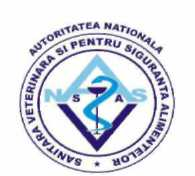 AUTORITATEA NATIONALA
SANITARA VETERINARA SI PENTRU SIGURANTA ALIMENTELOR
N S A S